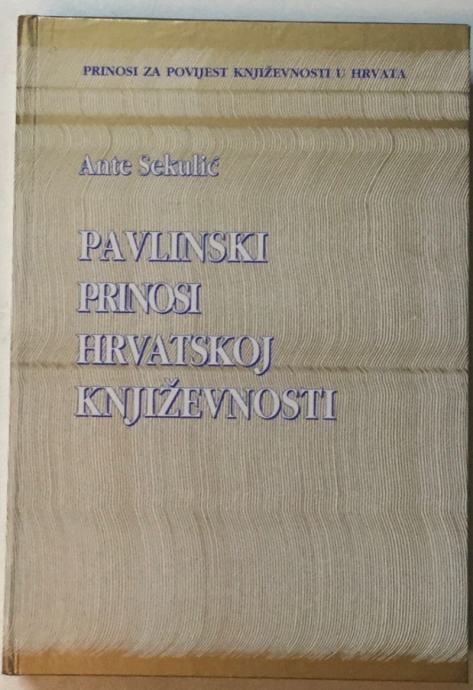 PRINOSI ZA POVIJEST KNJIŽEVNOSTI U HRVATA
Ante Sekulić
PAVLINSKI
PRINOSI
HRVATSKOJ
KNJIŽEVNOSTI